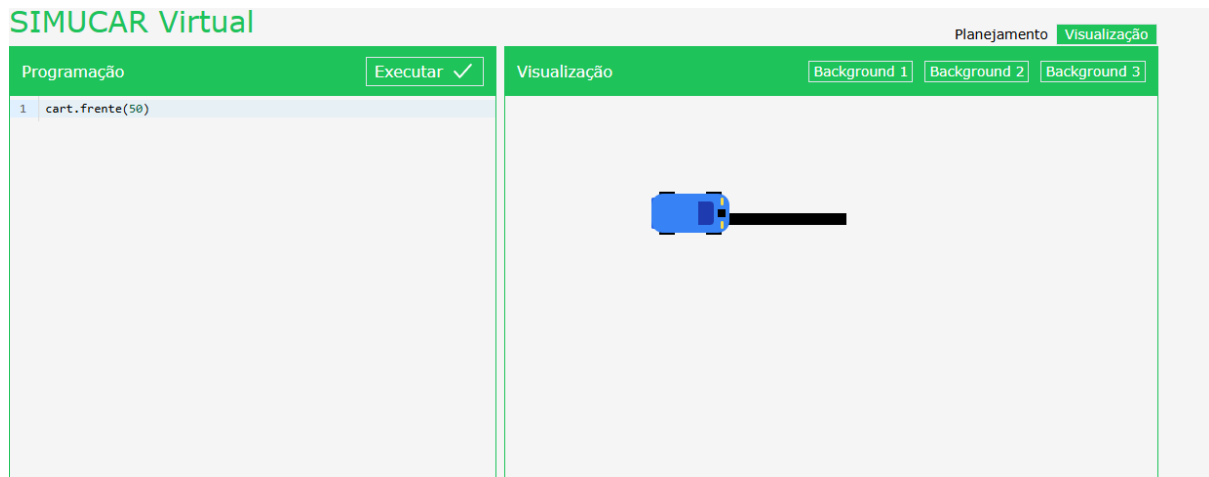 SIMUCAR Virtual
Planejamento Visualização
Programação Executar
Visualização Background 1 Background 2 Background 3
1 cart.frente(50)